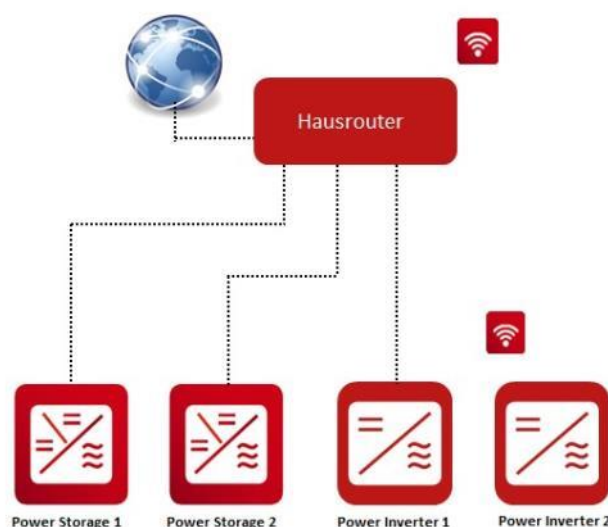 Hausrouter
Power Storage 1
Power Storage 2
Power Inverter 1
Power Inverter 2